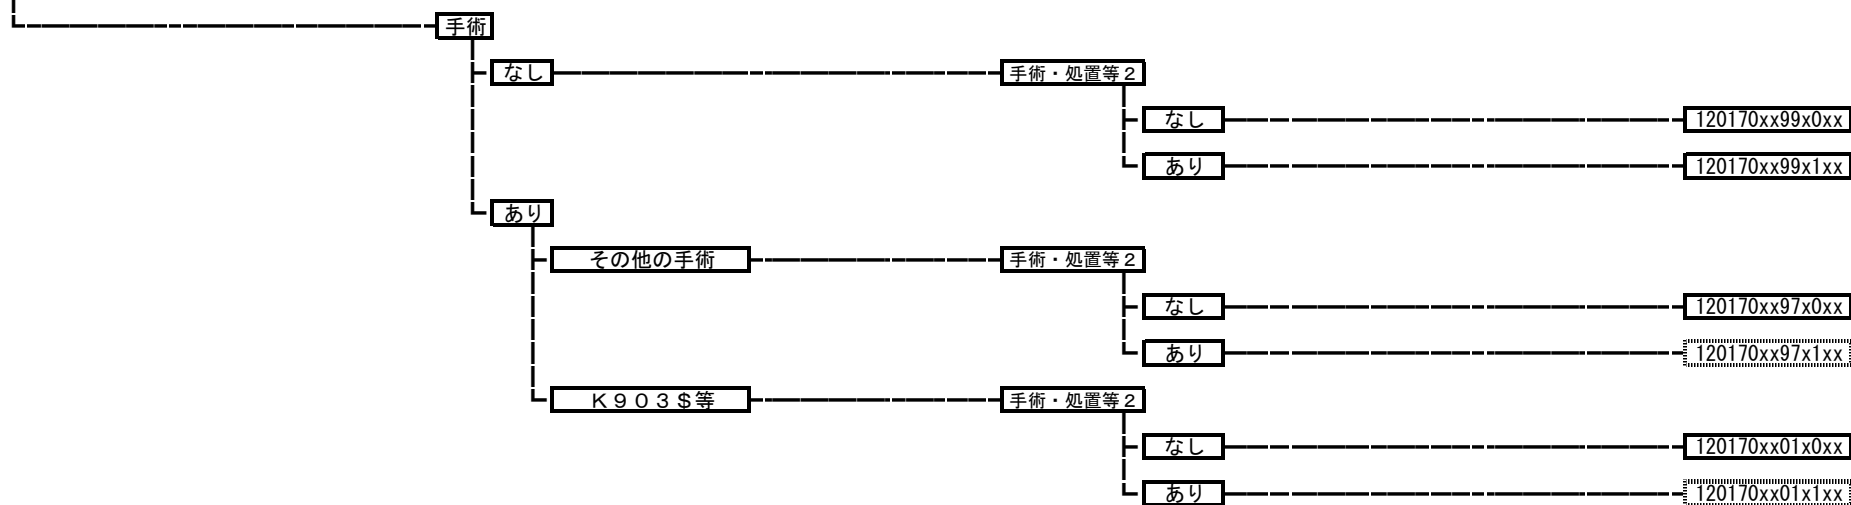 手術
なし
手術・処置等２
なし
120170xx99x0xx
あり
120170xx99x1xx
あり
その他の手術
手術・処置等２
なし
120170xx97x0xx
あり
120170xx97x1xx
Ｋ９０３＄等
手術・処置等２
なし
120170xx01x0xx
あり
120170xx01x1xx